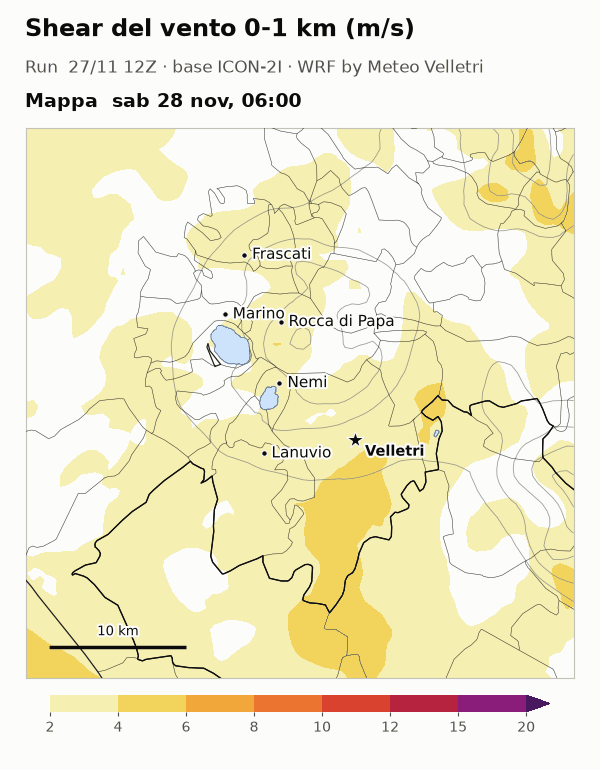 Shear del vento 0-1 km (m/s)
Run 27/11 12Z · base ICON-2I · WRF by Meteo Velletri
Mappa sab 28 nov, 06:00
Frascati
Marino
Rocca di Papa
Nemi
Velletri
Lanuvio
10 km
2 4 6 8 10 12 15 20